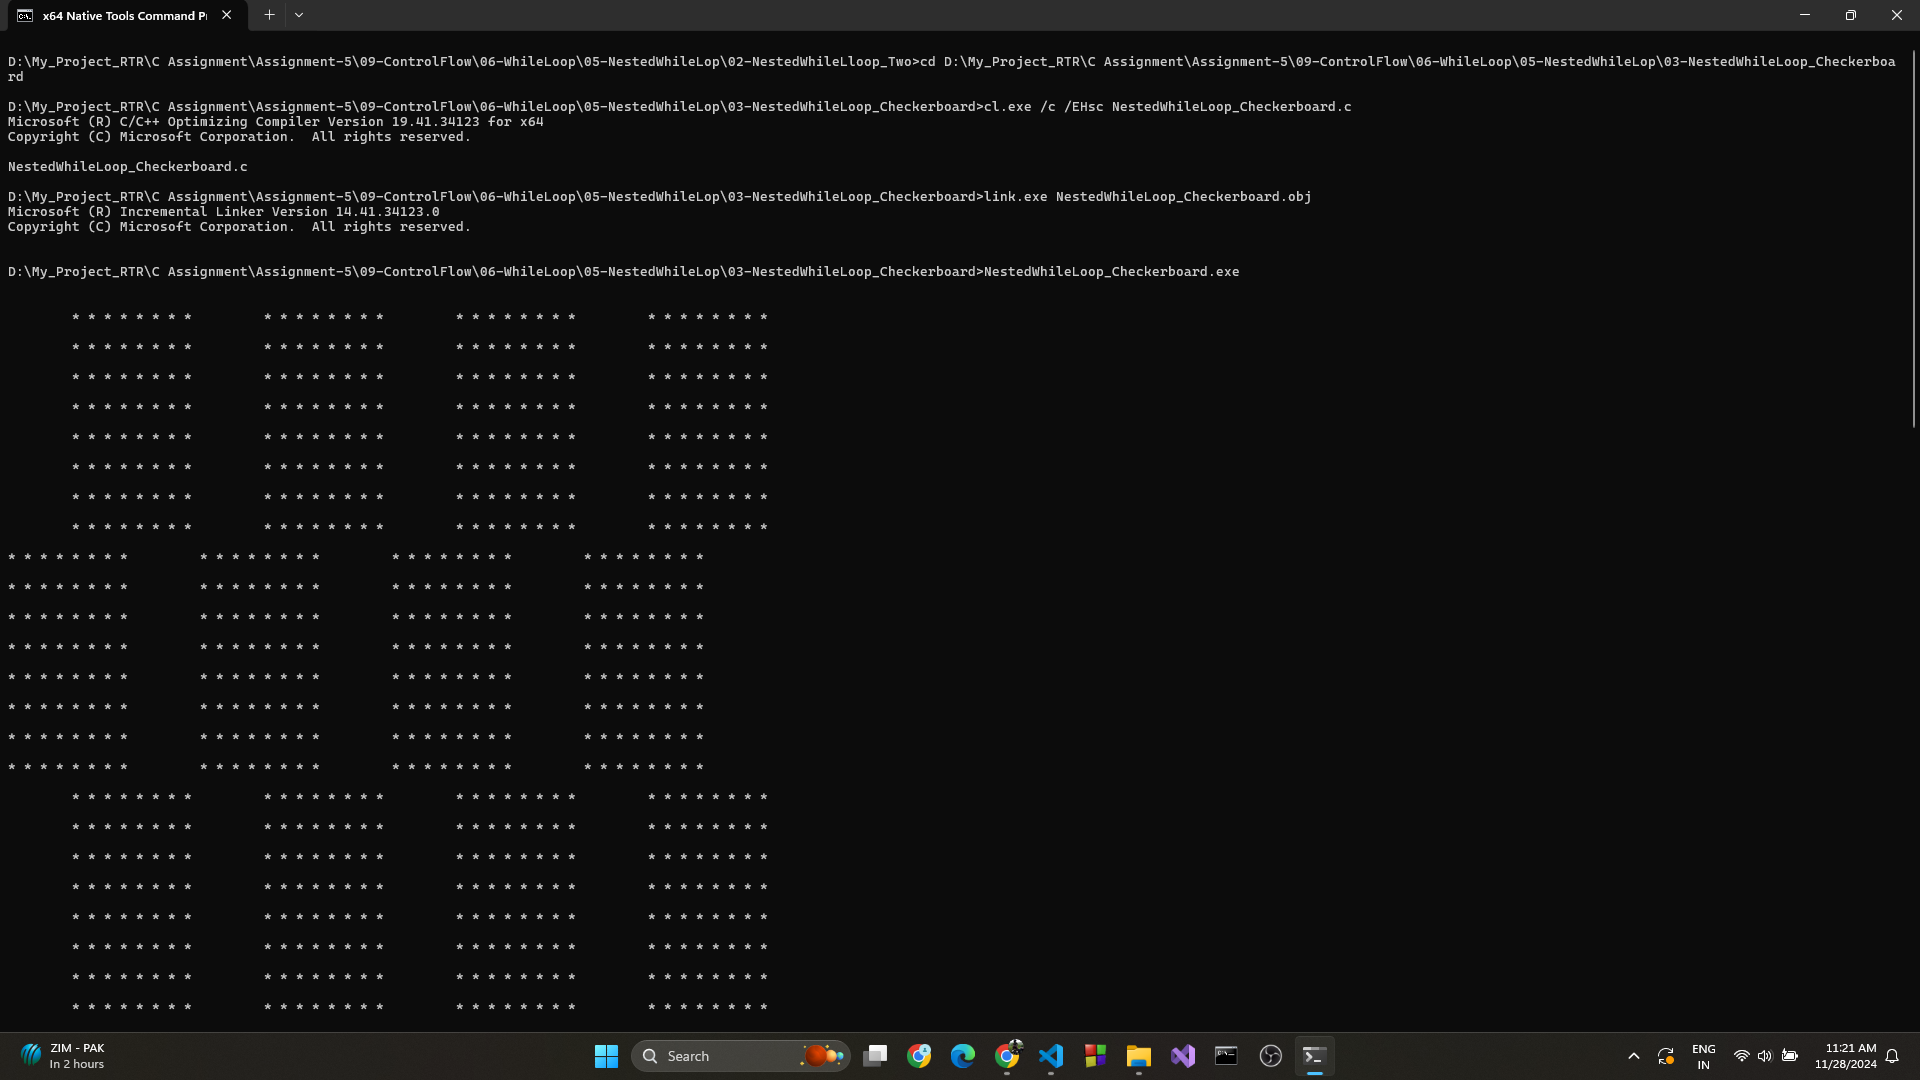 x64 Native Tools Command P
D:\My_Project_RTR\C Assignment\Assignment-5\09-ControlFlow\06-WhileLoop\05-NestedWhileLop\02-NestedWhileLloop_Two>cd D:\My_Project_RTR\C Assignment\Assignment-5\09-ControlFlow\06-WhileLoop\05-NestedWhileLop\03-NestedWhileLoop_Checkerboa
rd
D:\My_Project_RTR\C Assignment\Assignment-5\09-ControlFlow\06-WhileLoop\05-NestedWhileLop\03-NestedWhileLoop_Checkerboard>cl.exe /c /EHsc NestedWhileLoop_Checkerboard.c
Microsoft (R) C/C++ Optimizing Compiler Version 19.41.34123 for x64
Copyright (C) Microsoft Corporation.  All rights reserved.
NestedWhileLoop_Checkerboard.c
D:\My_Project_RTR\C Assignment\Assignment-5\09-ControlFlow\06-WhileLoop\05-NestedWhileLop\03-NestedWhileLoop_Checkerboard>link.exe NestedWhileLoop_Checkerboard.obj
Microsoft (R) Incremental Linker Version 14.41.34123.0
Copyright (C) Microsoft Corporation.  All rights reserved.
D:\My_Project_RTR\C Assignment\Assignment-5\09-ControlFlow\06-WhileLoop\05-NestedWhileLop\03-NestedWhileLoop_Checkerboard>NestedWhileLoop_Checkerboard.exe
        * * * * * * * *         * * * * * * * *         * * * * * * * *         * * * * * * * *
        * * * * * * * *         * * * * * * * *         * * * * * * * *         * * * * * * * *
        * * * * * * * *         * * * * * * * *         * * * * * * * *         * * * * * * * *
        * * * * * * * *         * * * * * * * *         * * * * * * * *         * * * * * * * *
        * * * * * * * *         * * * * * * * *         * * * * * * * *         * * * * * * * *
        * * * * * * * *         * * * * * * * *         * * * * * * * *         * * * * * * * *
        * * * * * * * *         * * * * * * * *         * * * * * * * *         * * * * * * * *
        * * * * * * * *         * * * * * * * *         * * * * * * * *         * * * * * * * *
* * * * * * * *         * * * * * * * *         * * * * * * * *         * * * * * * * *
* * * * * * * *         * * * * * * * *         * * * * * * * *         * * * * * * * *
* * * * * * * *         * * * * * * * *         * * * * * * * *         * * * * * * * *
* * * * * * * *         * * * * * * * *         * * * * * * * *         * * * * * * * *
* * * * * * * *         * * * * * * * *         * * * * * * * *         * * * * * * * *
* * * * * * * *         * * * * * * * *         * * * * * * * *         * * * * * * * *
* * * * * * * *         * * * * * * * *         * * * * * * * *         * * * * * * * *
* * * * * * * *         * * * * * * * *         * * * * * * * *         * * * * * * * *
        * * * * * * * *         * * * * * * * *         * * * * * * * *         * * * * * * * *
        * * * * * * * *         * * * * * * * *         * * * * * * * *         * * * * * * * *
        * * * * * * * *         * * * * * * * *         * * * * * * * *         * * * * * * * *
        * * * * * * * *         * * * * * * * *         * * * * * * * *         * * * * * * * *
        * * * * * * * *         * * * * * * * *         * * * * * * * *         * * * * * * * *
        * * * * * * * *         * * * * * * * *         * * * * * * * *         * * * * * * * *
        * * * * * * * *         * * * * * * * *         * * * * * * * *         * * * * * * * *
        * * * * * * * *         * * * * * * * *         * * * * * * * *         * * * * * * * *
ZIM - PAK
In 2 hours
Search
ENG
IN
11:21 AM
11/28/2024